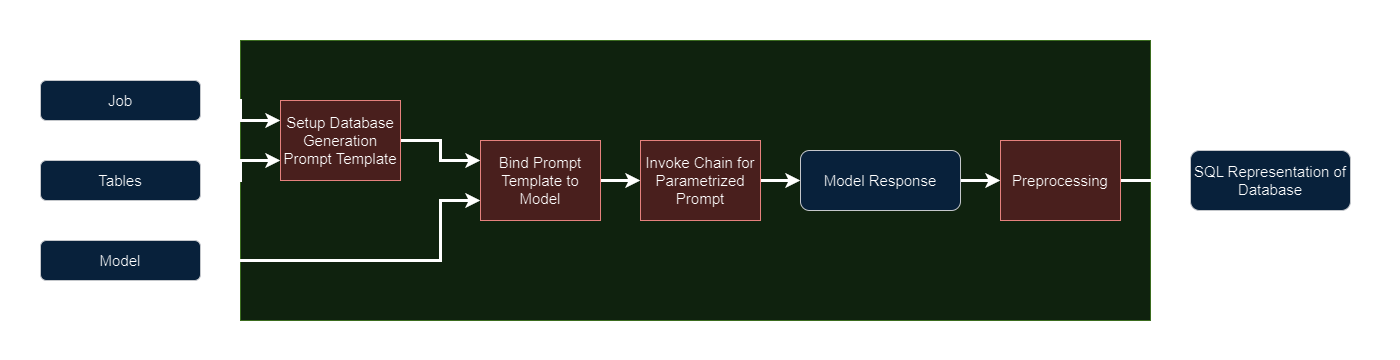 Job
Tables
Model
Setup Database
Generation
Prompt Template
Bind Prompt
Template to
Model
Invoke Chain for
Parametrized
Prompt
Model Response
Preprocessing
SQL Representation of
Database